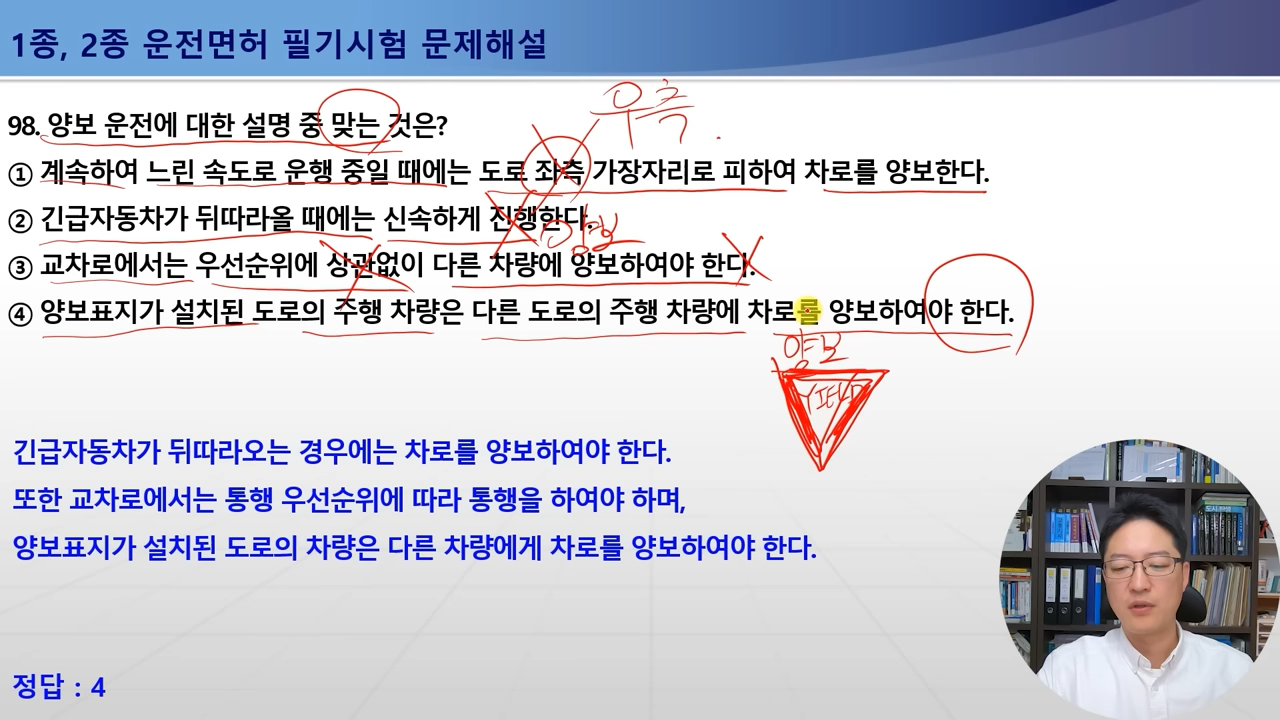 1종, 2종 운전면허 필기시험 문제해설
우측
98. 양보 운전에 대한 설명 중 맞는 것은?
① 계속하여 느린 속도로 운행 중일 때에는 도로 좌측 가장자리로 피하여 차로를 양보한다.
② 긴급자동차가 뒤따라올 때에는 신속하게 진행한다.
양보
③ 교차로에서는 우선순위에 상관없이 다른 차량에 양보하여야 한다.
④ 양보표지가 설치된 도로의 주행 차량은 다른 도로의 주행 차량에 차로를 양보하여야 한다.
양보
YIELD
긴급자동차가 뒤따라오는 경우에는 차로를 양보하여야 한다.
또한 교차로에서는 통행 우선순위에 따라 통행을 하여야 하며,
양보표지가 설치된 도로의 차량은 다른 차량에게 차로를 양보하여야 한다.
정답 : 4